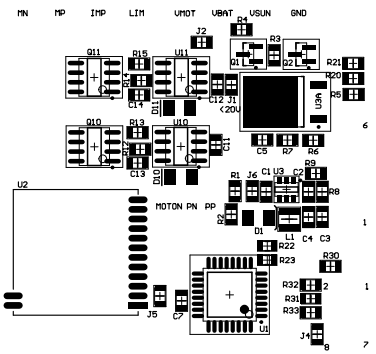 MN MP IMP LIM VMOT VBAT VSUN GND
J2 R4
Q11 R15 U11 Q1 R3 Q2 R21
R14 R20
C14 D11 C12 J1 U3A R5
<20V
Q10 R13 U10 6
R12 C11 C5 R7 R6
C13 D10
U2 R9
R1 J6 C1 U3 C2 R8
MOTON PN PP
R2 D1 L1 C4 C3 1
R22
R23 R30
R32 2 1
J5 C7 R31
R33
U1 J4
8 7